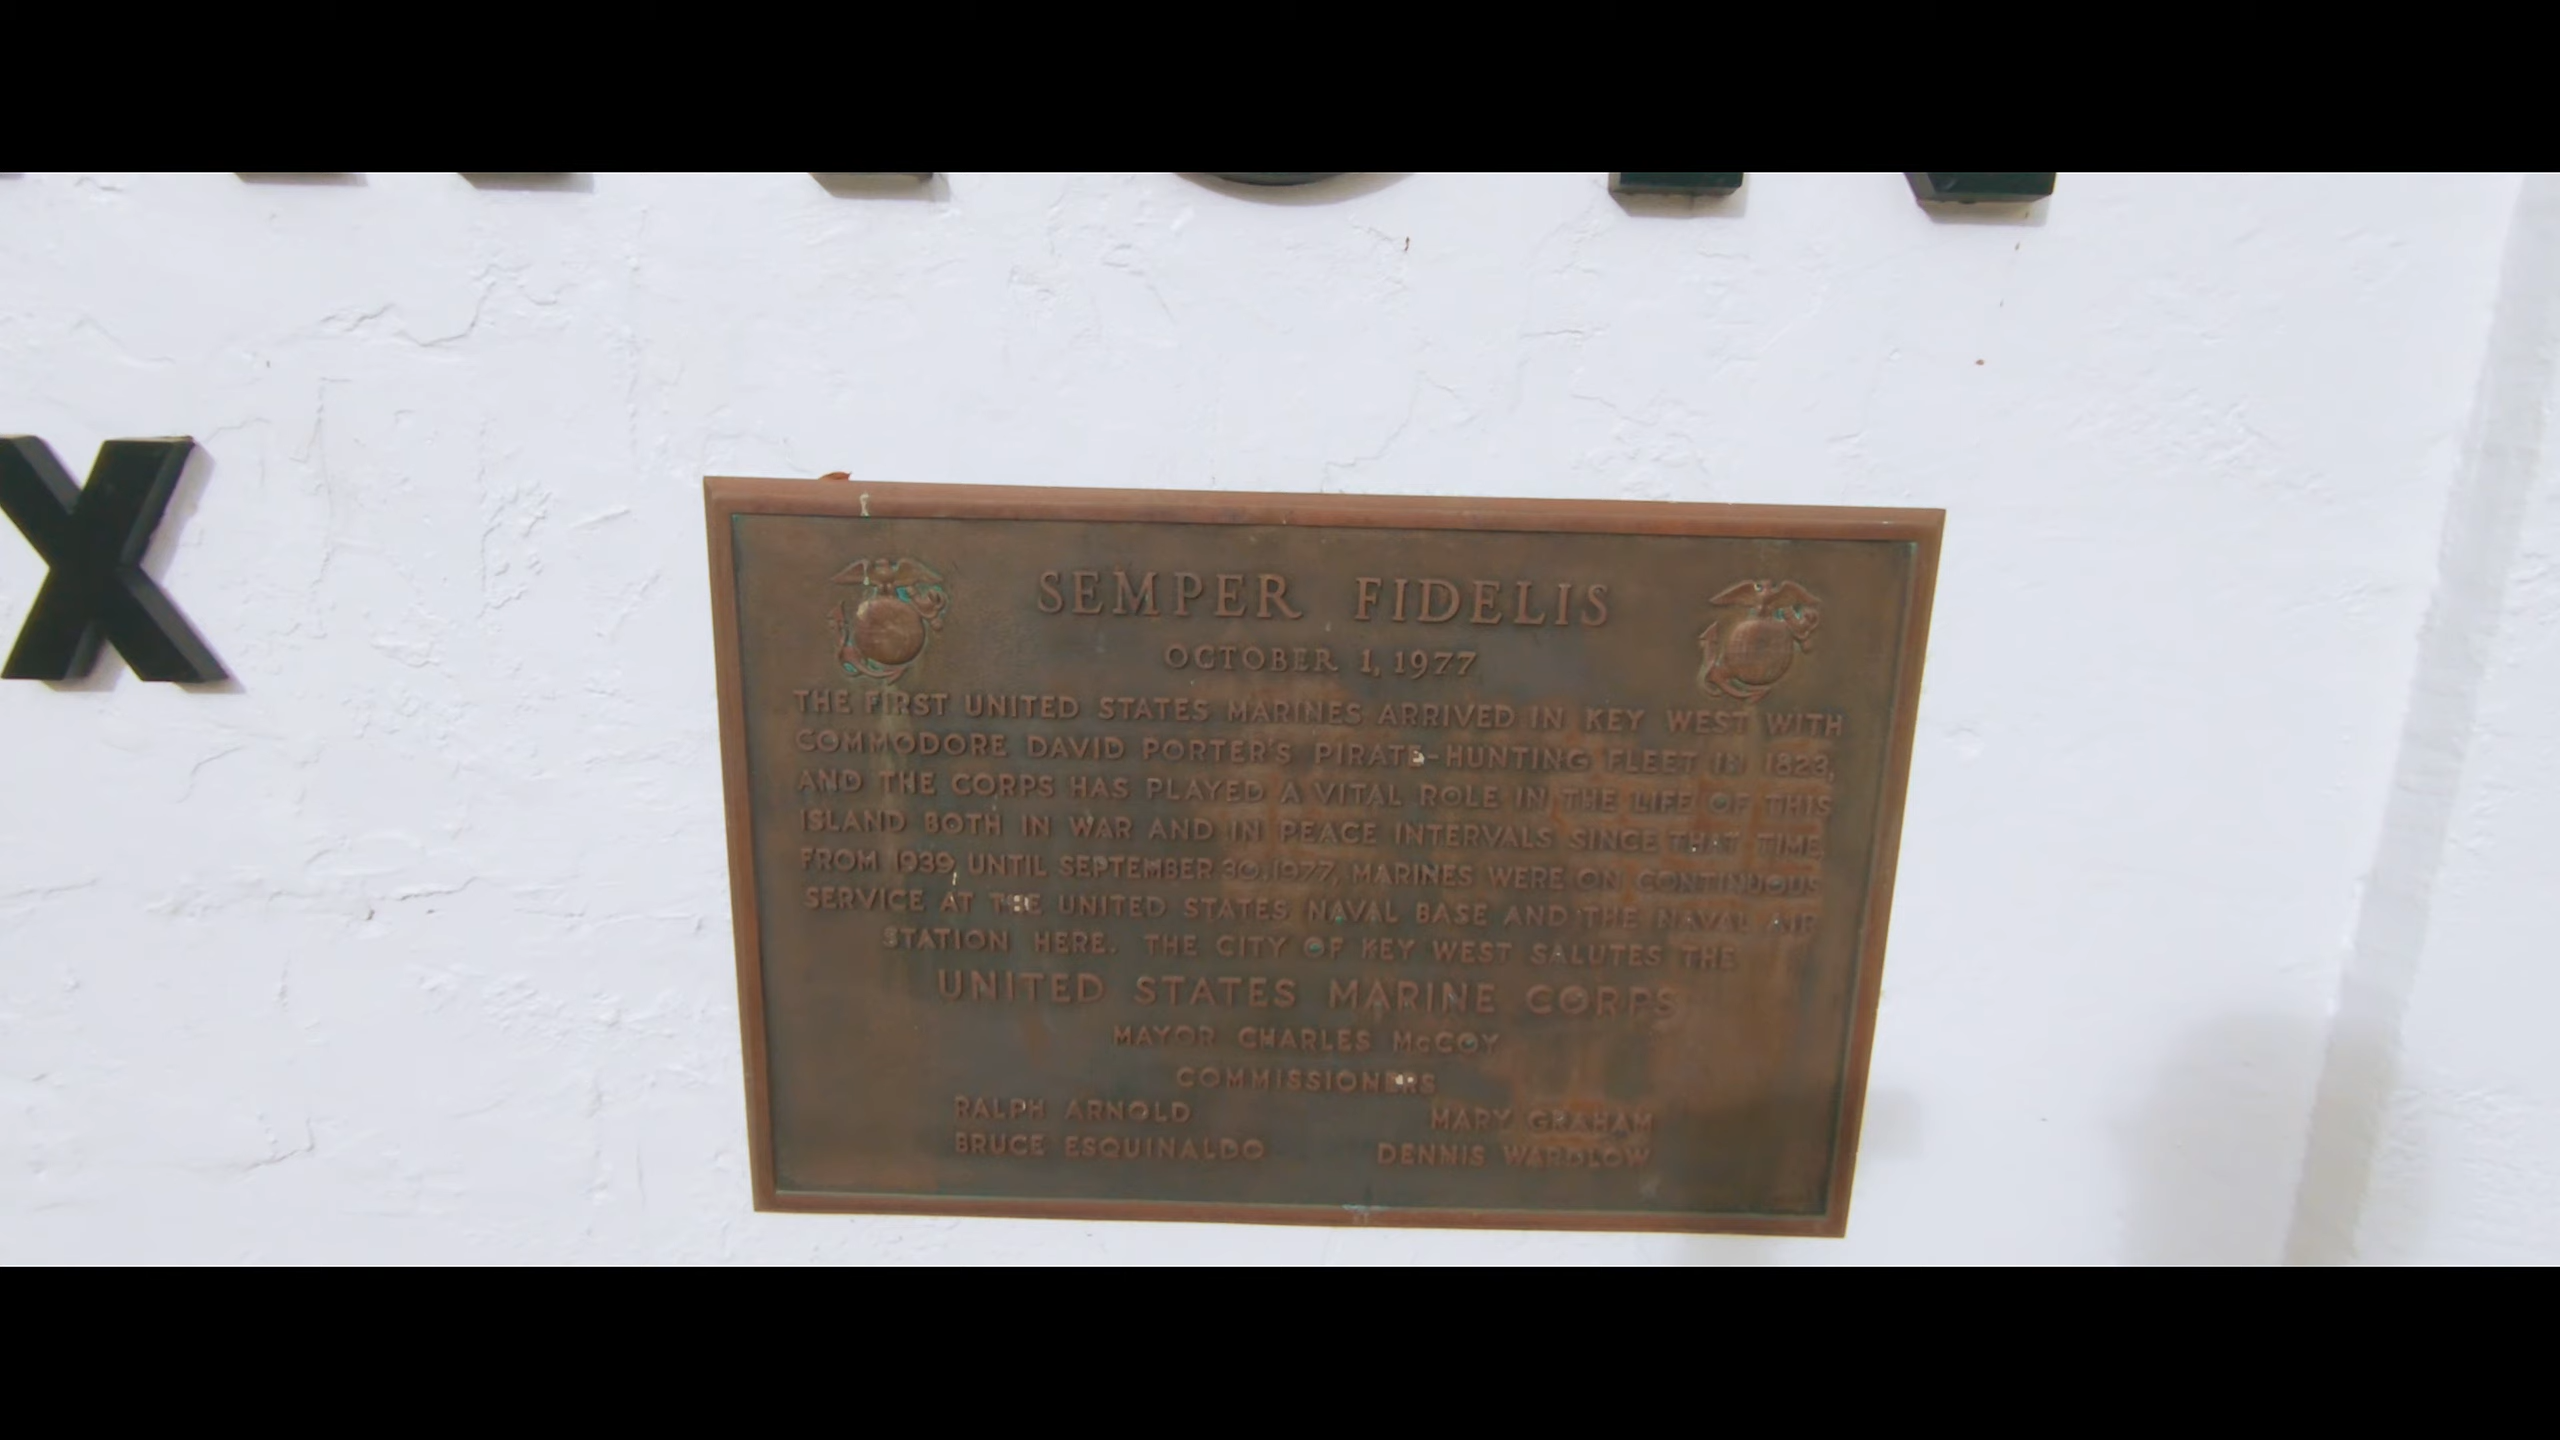 X
SEMPER FIDELIS
OCTOBER 1, 1977
THE FIRST UNITED STATES MARINES ARRIVED IN KEY WEST WITH
COMMODORE DAVID PORTER'S PIRATE-HUNTING FLEET IN 1823,
AND THE CORPS HAS PLAYED A VITAL ROLE IN THE LIFE OF THIS
ISLAND BOTH IN WAR AND IN PEACE INTERVALS SINCE THAT TIME.
FROM 1939, UNTIL SEPTEMBER 30, 1977, MARINES WERE ON CONTINUOUS
SERVICE AT THE UNITED STATES NAVAL BASE AND THE NAVAL AIR
STATION HERE. THE CITY OF KEY WEST SALUTES THE
UNITED STATES MARINE CORPS
MAYOR CHARLES McCOY
COMMISSIONERS
RALPH ARNOLD MARY GRAHAM
BRUCE ESQUINALDO DENNIS WARDLOW